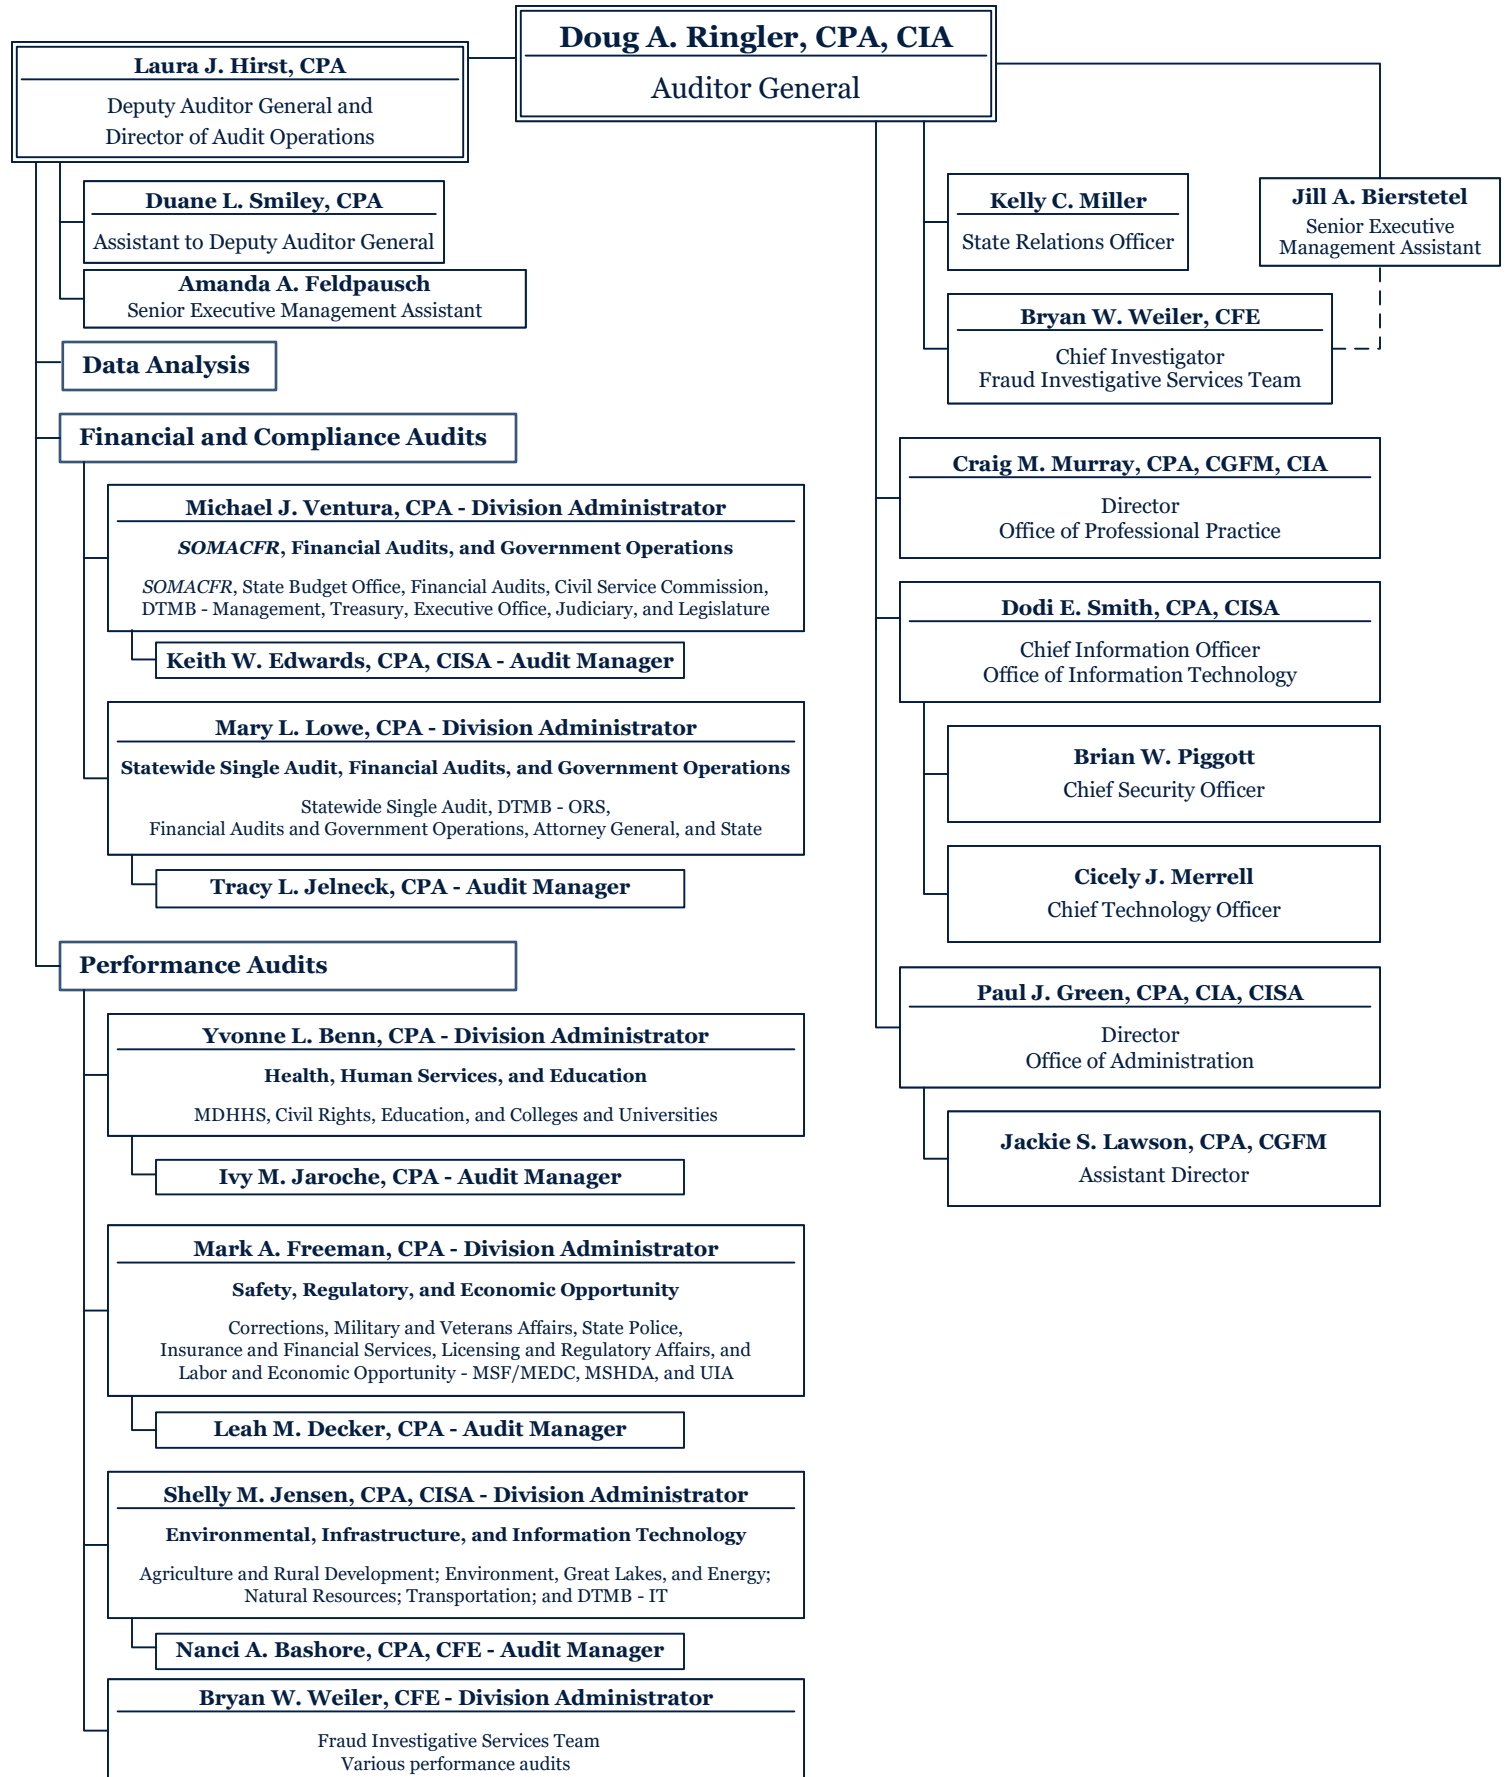 Doug A. Ringler, CPA, CIA
Auditor General
Laura J. Hirst, CPA
Deputy Auditor General and
Director of Audit Operations
Duane L. Smiley, CPA
Assistant to Deputy Auditor General
Amanda A. Feldpausch
Senior Executive Management Assistant
Data Analysis
Financial and Compliance Audits
Michael J. Ventura, CPA - Division Administrator
SOMACFR, Financial Audits, and Government Operations
SOMACFR, State Budget Office, Financial Audits, Civil Service Commission,
DTMB - Management, Treasury, Executive Office, Judiciary, and Legislature
Keith W. Edwards, CPA, CISA - Audit Manager
Mary L. Lowe, CPA - Division Administrator
Statewide Single Audit, Financial Audits, and Government Operations
Statewide Single Audit, DTMB - ORS,
Financial Audits and Government Operations, Attorney General, and State
Tracy L. Jelneck, CPA - Audit Manager
Performance Audits
Yvonne L. Benn, CPA - Division Administrator
Health, Human Services, and Education
MDHHS, Civil Rights, Education, and Colleges and Universities
Ivy M. Jaroche, CPA - Audit Manager
Mark A. Freeman, CPA - Division Administrator
Safety, Regulatory, and Economic Opportunity
Corrections, Military and Veterans Affairs, State Police,
Insurance and Financial Services, Licensing and Regulatory Affairs, and
Labor and Economic Opportunity - MSF/MEDC, MSHDA, and UIA
Leah M. Decker, CPA - Audit Manager
Shelly M. Jensen, CPA, CISA - Division Administrator
Environmental, Infrastructure, and Information Technology
Agriculture and Rural Development; Environment, Great Lakes, and Energy;
Natural Resources; Transportation; and DTMB - IT
Nanci A. Bashore, CPA, CFE - Audit Manager
Bryan W. Weiler, CFE - Division Administrator
Fraud Investigative Services Team
Various performance audits
Kelly C. Miller
State Relations Officer
Jill A. Bierstetel
Senior Executive
Management Assistant
Bryan W. Weiler, CFE
Chief Investigator
Fraud Investigative Services Team
Craig M. Murray, CPA, CGFM, CIA
Director
Office of Professional Practice
Dodi E. Smith, CPA, CISA
Chief Information Officer
Office of Information Technology
Brian W. Piggott
Chief Security Officer
Cicely J. Merrell
Chief Technology Officer
Paul J. Green, CPA, CIA, CISA
Director
Office of Administration
Jackie S. Lawson, CPA, CGFM
Assistant Director